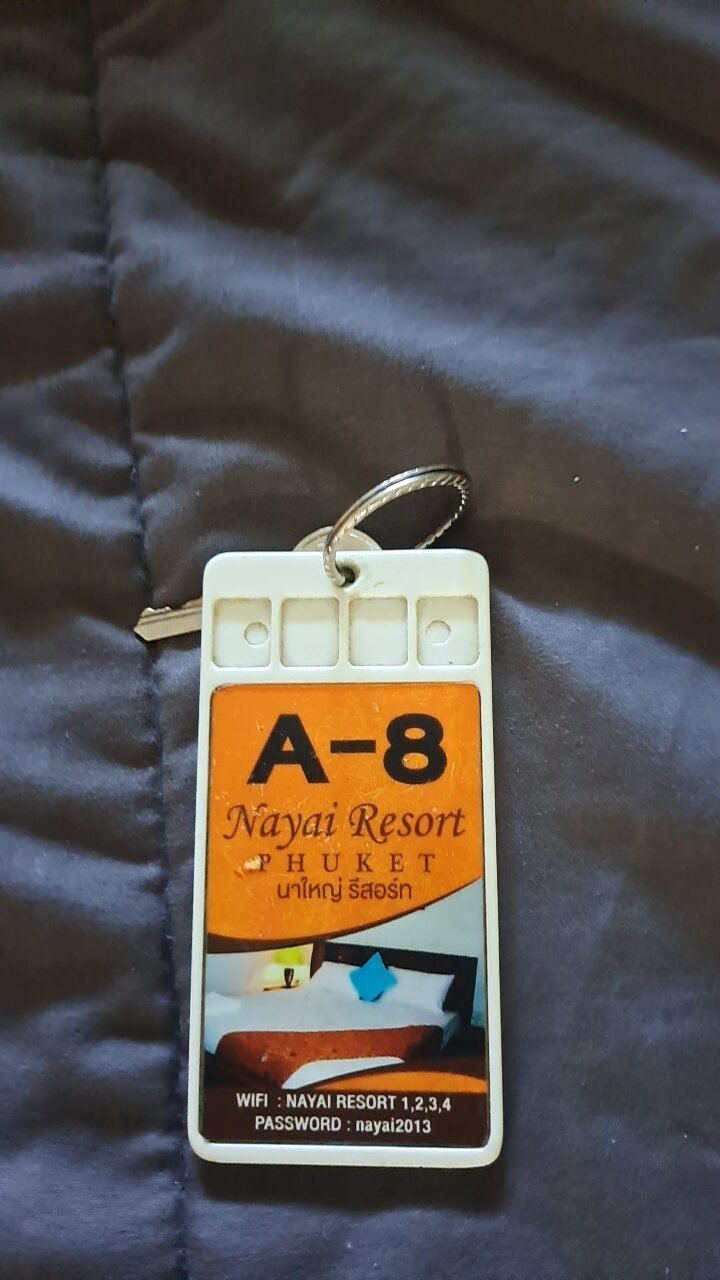 A-8
Nayai Resort
PHUKET
นาใหญ่ รีสอร์ท
WIFI : NAYAI RESORT 1,2,3,4
PASSWORD : nayai2013